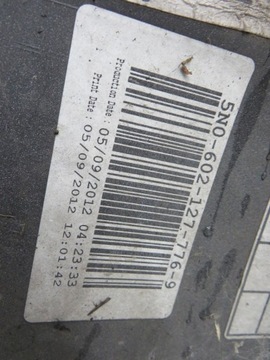 5N0-602-127-776-9
Production Date : 05/09/2012 04:23:33
Print Date : 05/09/2012 12:01:42